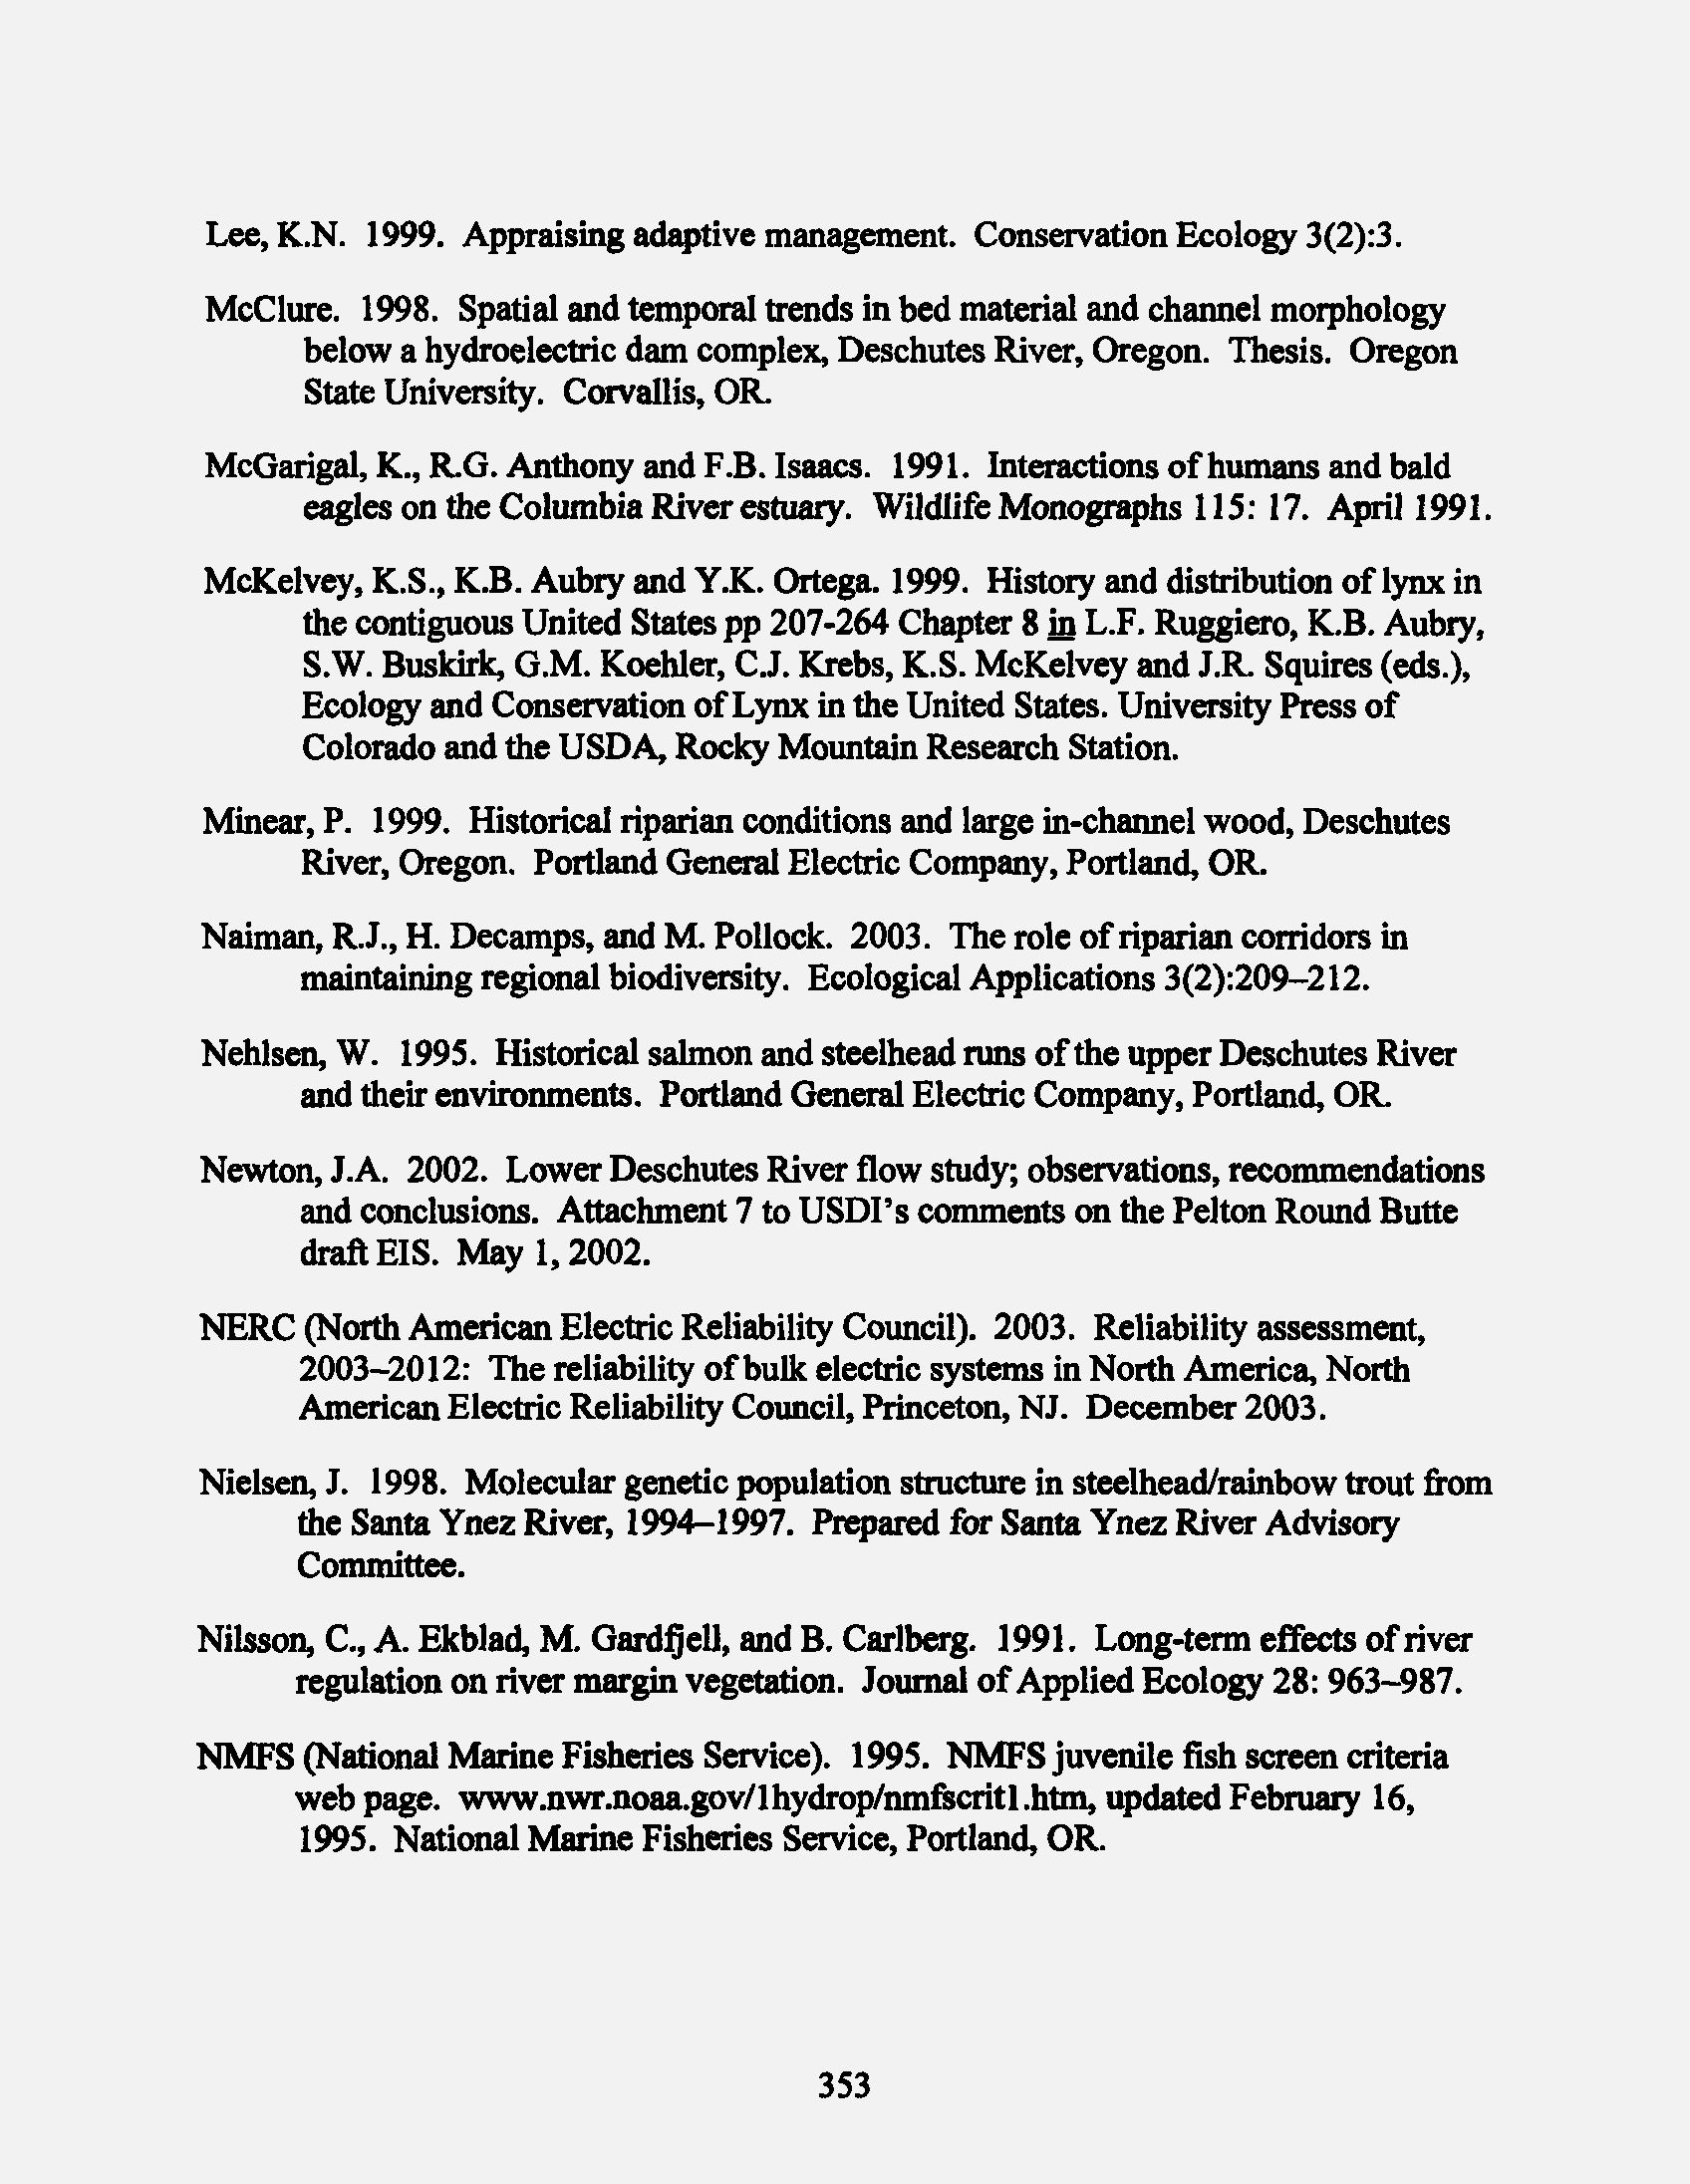 Lee, K.N. 1999. Appraising adaptive management. Conservation Ecology 3(2):3.
McClure. 1998. Spatial and temporal trends in bed material and channel morphology
below a hydroelectric dam complex, Deschutes River, Oregon. Thesis. Oregon
State University. Corvallis, OR.
McGarigal, K., R.G. Anthony and F.B. Isaacs. 1991. Interactions of humans and bald
eagles on the Columbia River estuary. Wildlife Monographs 115: 17. April 1991.
McKelvey, K.S., K.B. Aubry and Y.K. Ortega. 1999. History and distribution of lynx in
the contiguous United States pp 207-264 Chapter 8 in L.F. Ruggiero, K.B. Aubry,
S.W. Buskirk, G.M. Koehler, C.J. Krebs, K.S. McKelvey and J.R. Squires (eds.),
Ecology and Conservation of Lynx in the United States. University Press of
Colorado and the USDA, Rocky Mountain Research Station.
Minear, P. 1999. Historical riparian conditions and large in-channel wood, Deschutes
River, Oregon. Portland General Electric Company, Portland, OR.
Naiman, R.J., H. Decamps, and M. Pollock. 2003. The role of riparian corridors in
maintaining regional biodiversity. Ecological Applications 3(2):209–212.
Nehlsen, W. 1995. Historical salmon and steelhead runs of the upper Deschutes River
and their environments. Portland General Electric Company, Portland, OR.
Newton, J.A. 2002. Lower Deschutes River flow study; observations, recommendations
and conclusions. Attachment 7 to USDI’s comments on the Pelton Round Butte
draft EIS. May 1, 2002.
NERC (North American Electric Reliability Council). 2003. Reliability assessment,
2003–2012: The reliability of bulk electric systems in North America, North
American Electric Reliability Council, Princeton, NJ. December 2003.
Nielsen, J. 1998. Molecular genetic population structure in steelhead/rainbow trout from
the Santa Ynez River, 1994–1997. Prepared for Santa Ynez River Advisory
Committee.
Nilsson, C., A. Ekblad, M. Gardfjell, and B. Carlberg. 1991. Long-term effects of river
regulation on river margin vegetation. Journal of Applied Ecology 28: 963–987.
NMFS (National Marine Fisheries Service). 1995. NMFS juvenile fish screen criteria
web page. www.nwr.noaa.gov/1hydrop/nmfscrit1.htm, updated February 16,
1995. National Marine Fisheries Service, Portland, OR.
353